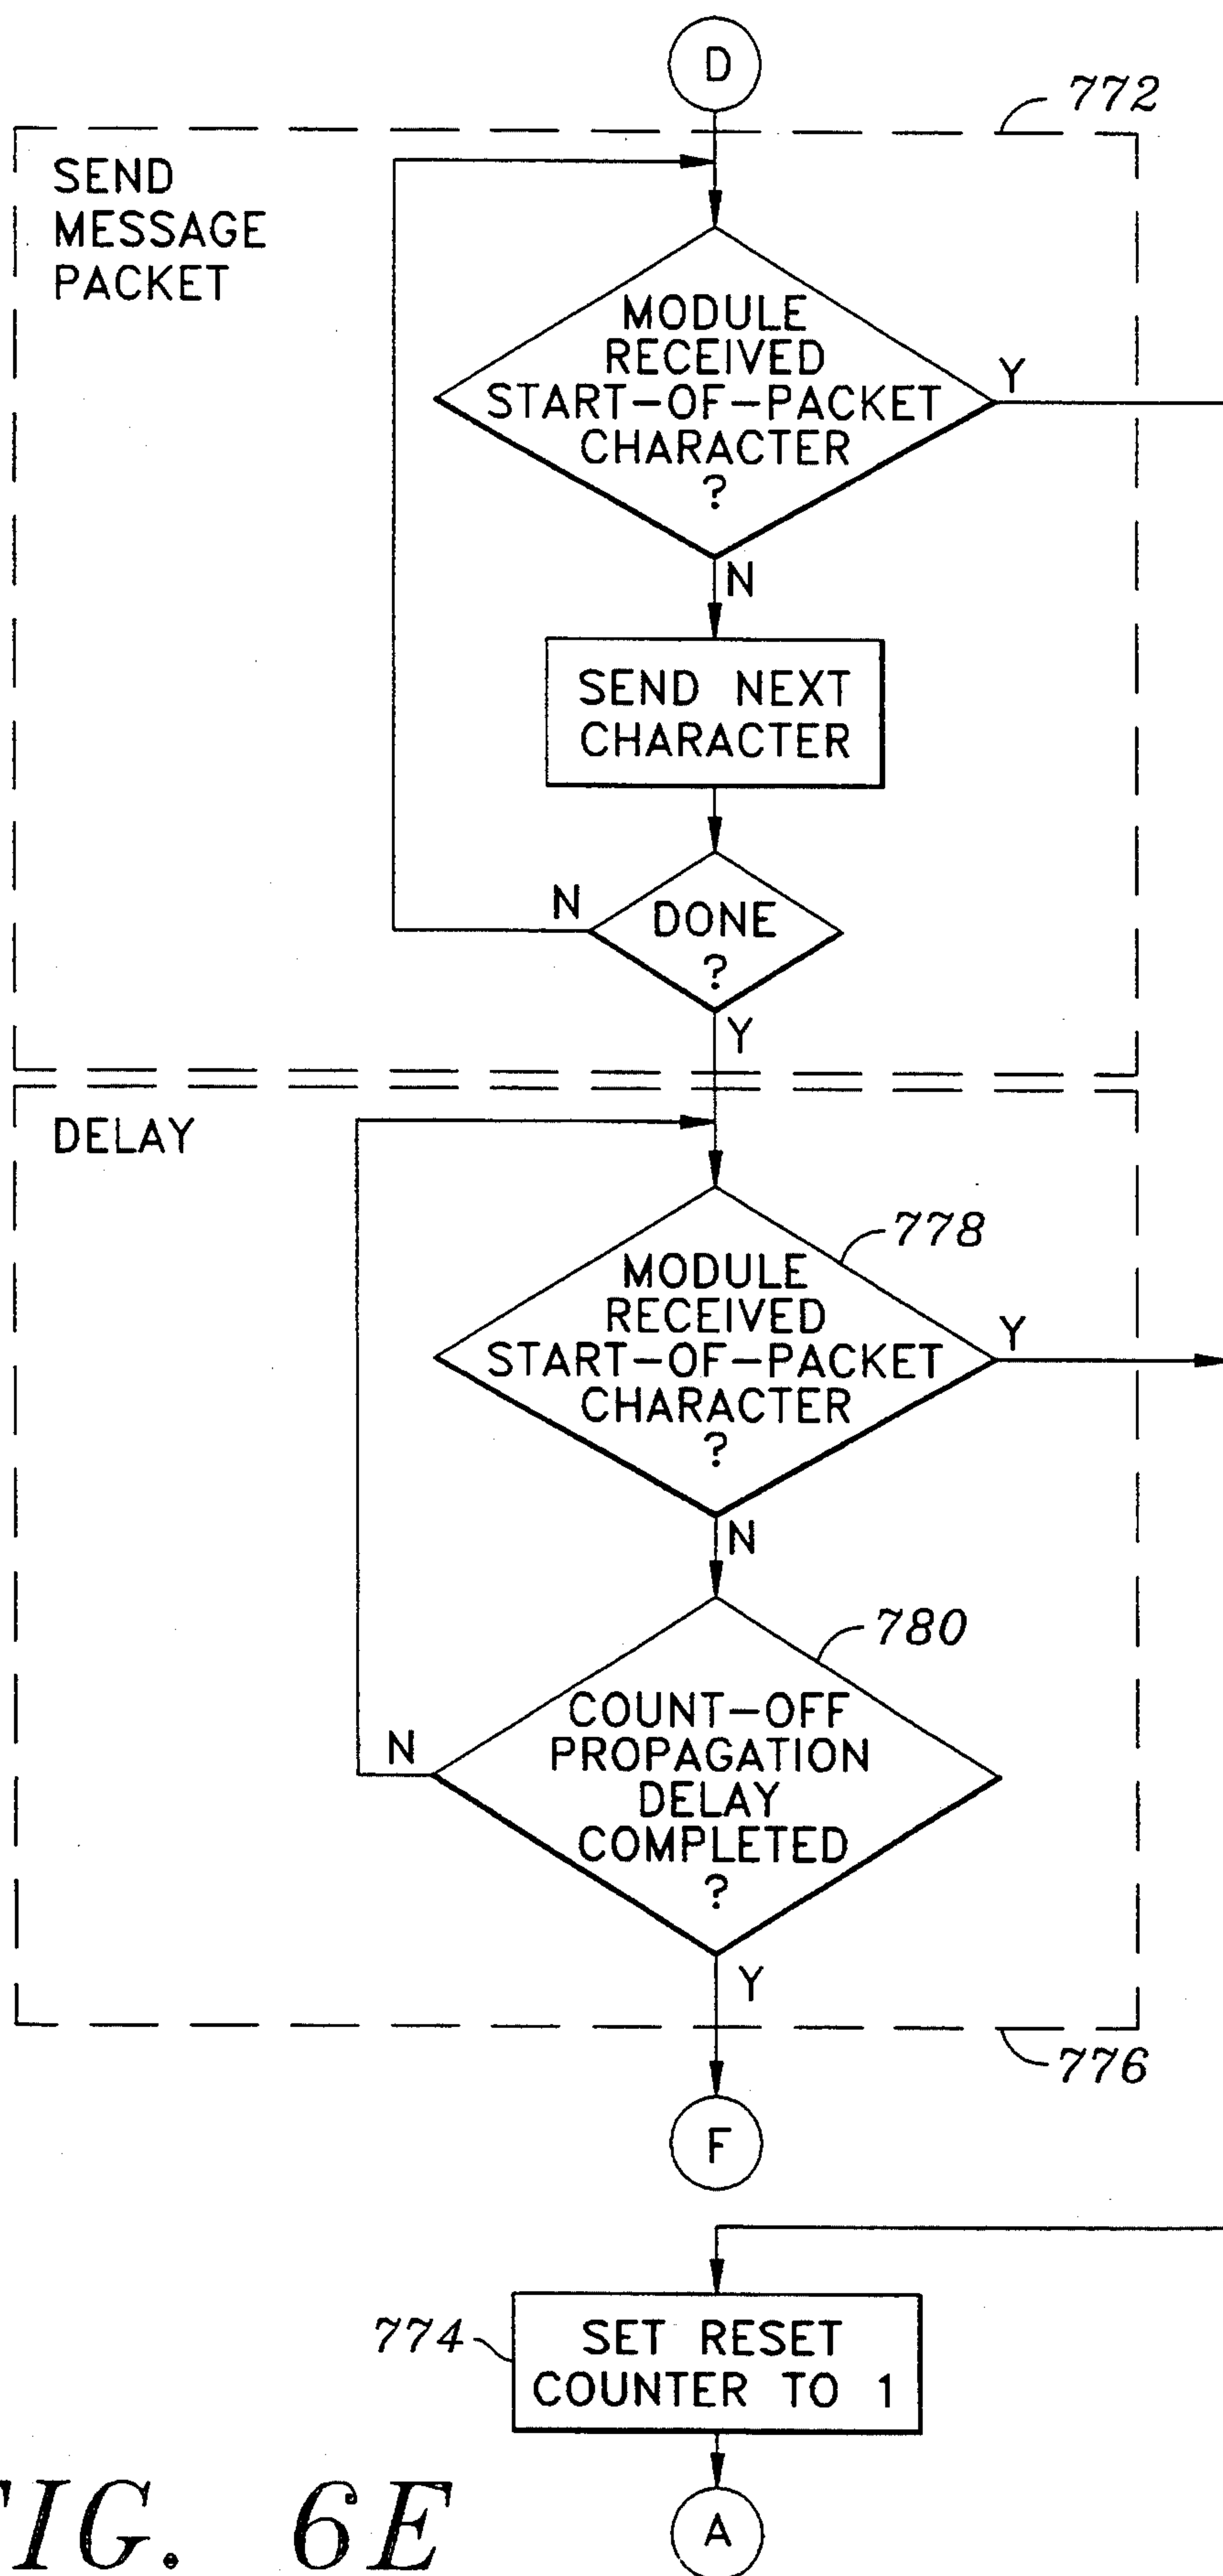 D
772
SEND
MESSAGE
PACKET
MODULE
RECEIVED
START-OF-PACKET
CHARACTER
?
Y
N
SEND NEXT
CHARACTER
N
DONE
?
Y
DELAY
778
MODULE
RECEIVED
START-OF-PACKET
CHARACTER
?
Y
N
780
COUNT-OFF
PROPAGATION
DELAY
COMPLETED
?
N
Y
776
F
774
SET RESET
COUNTER TO 1
A
FIG. 6E